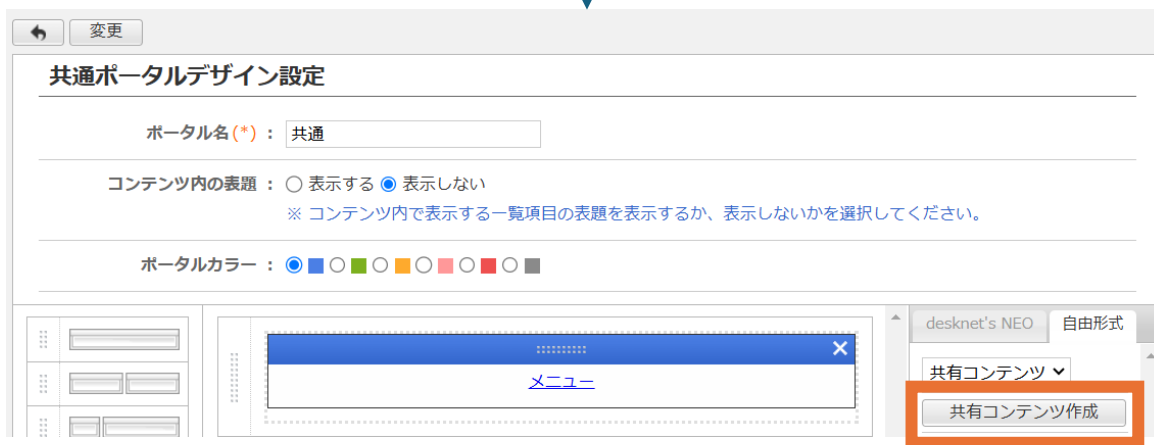 変更
共通ポータルデザイン設定
ポータル名(*) : 共通
コンテンツ内の表題 : 表示する 表示しない
※ コンテンツ内で表示する一覧項目の表題を表示するか、表示しないかを選択してください。
ポータルカラー :
desknet's NEO 自由形式
メニュー
共有コンテンツ
共有コンテンツ作成